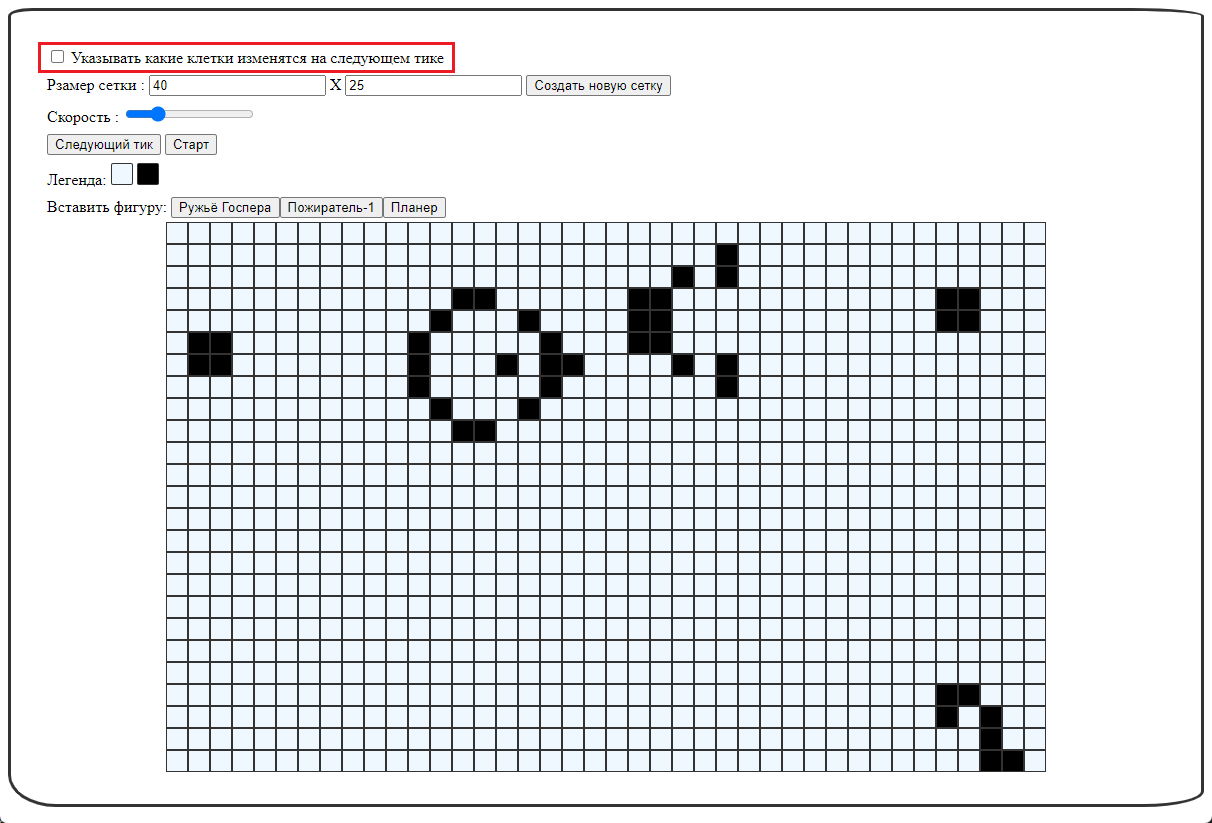 Указывать какие клетки изменятся на следующем тике
Рзамер сетки : 40 X 25 Создать новую сетку
Скорость :
Следующий тик Старт
Легенда:
Вставить фигуру: Ружьё Госпера Пожиратель-1 Планер